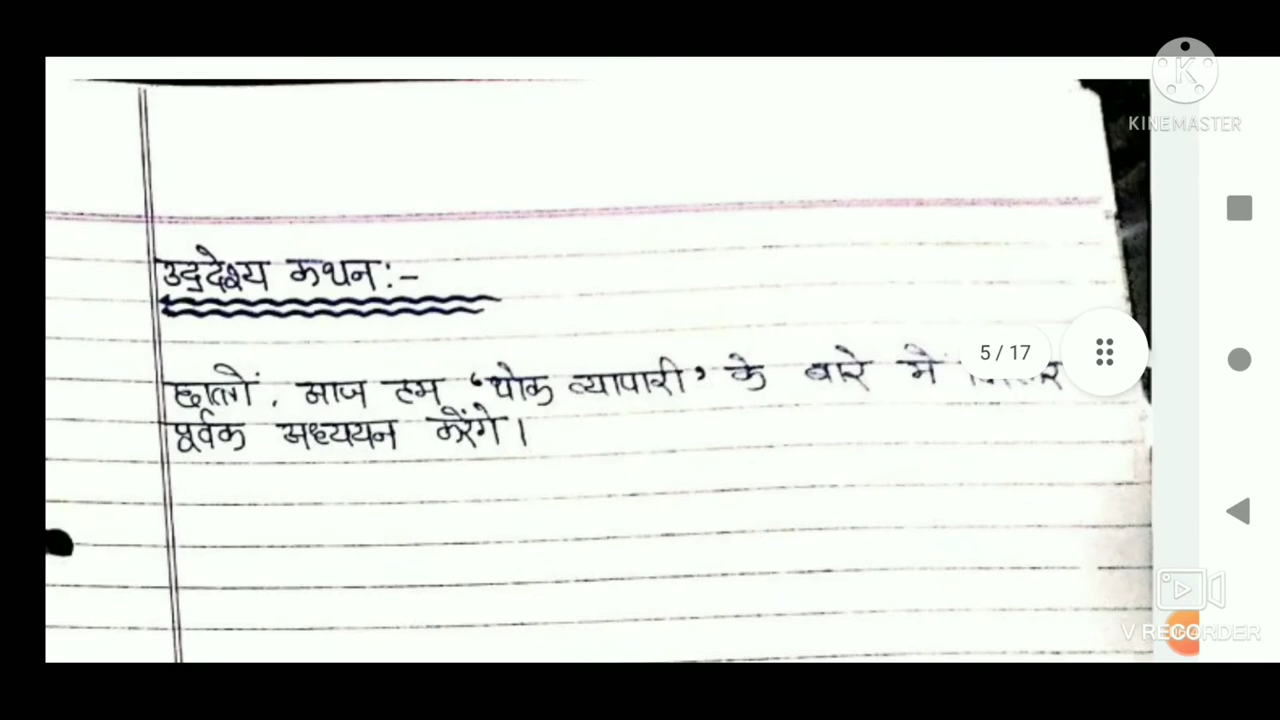 KINEMASTER
उद्देश्य कथन:-
5 / 17
छात्रों, आज हम ‘थोक व्यापारी’ के बारे में
पूर्वक अध्ययन करेंगे।
V RECORDER